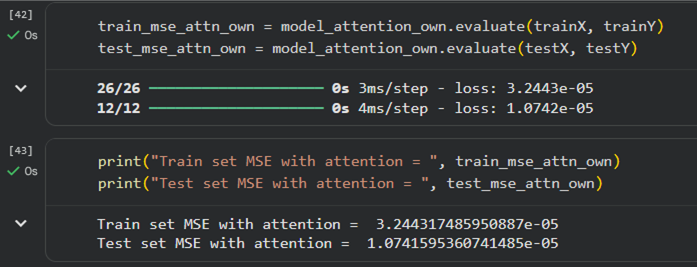 [42]
0s
train_mse_attn_own = model_attention_own.evaluate(trainX, trainY)
test_mse_attn_own = model_attention_own.evaluate(testX, testY)
26/26 0s 3ms/step - loss: 3.2443e-05
12/12 0s 4ms/step - loss: 1.0742e-05
[43]
0s
print("Train set MSE with attention = ", train_mse_attn_own)
print("Test set MSE with attention = ", test_mse_attn_own)
Train set MSE with attention =  3.244317485950887e-05
Test set MSE with attention =  1.0741595360741485e-05